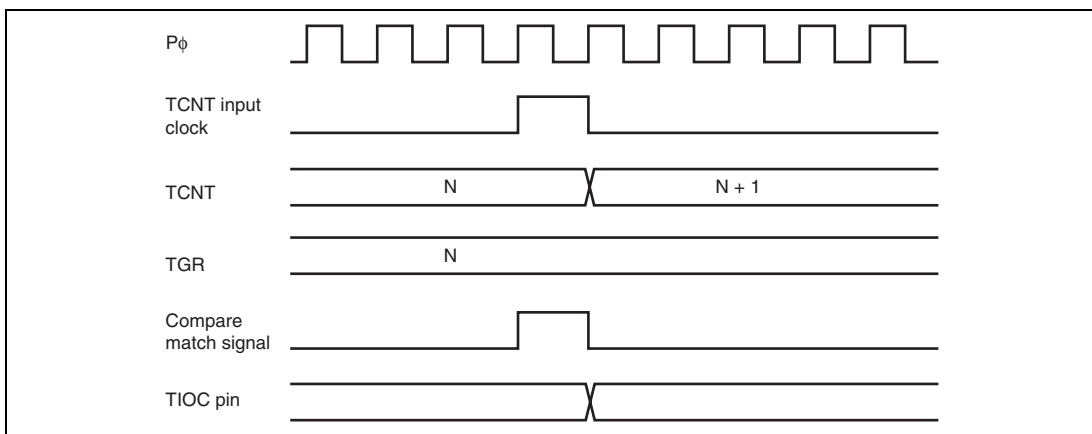 Pϕ
TCNT input
clock
TCNT
N
N + 1
TGR
N
Compare
match signal
TIOC pin